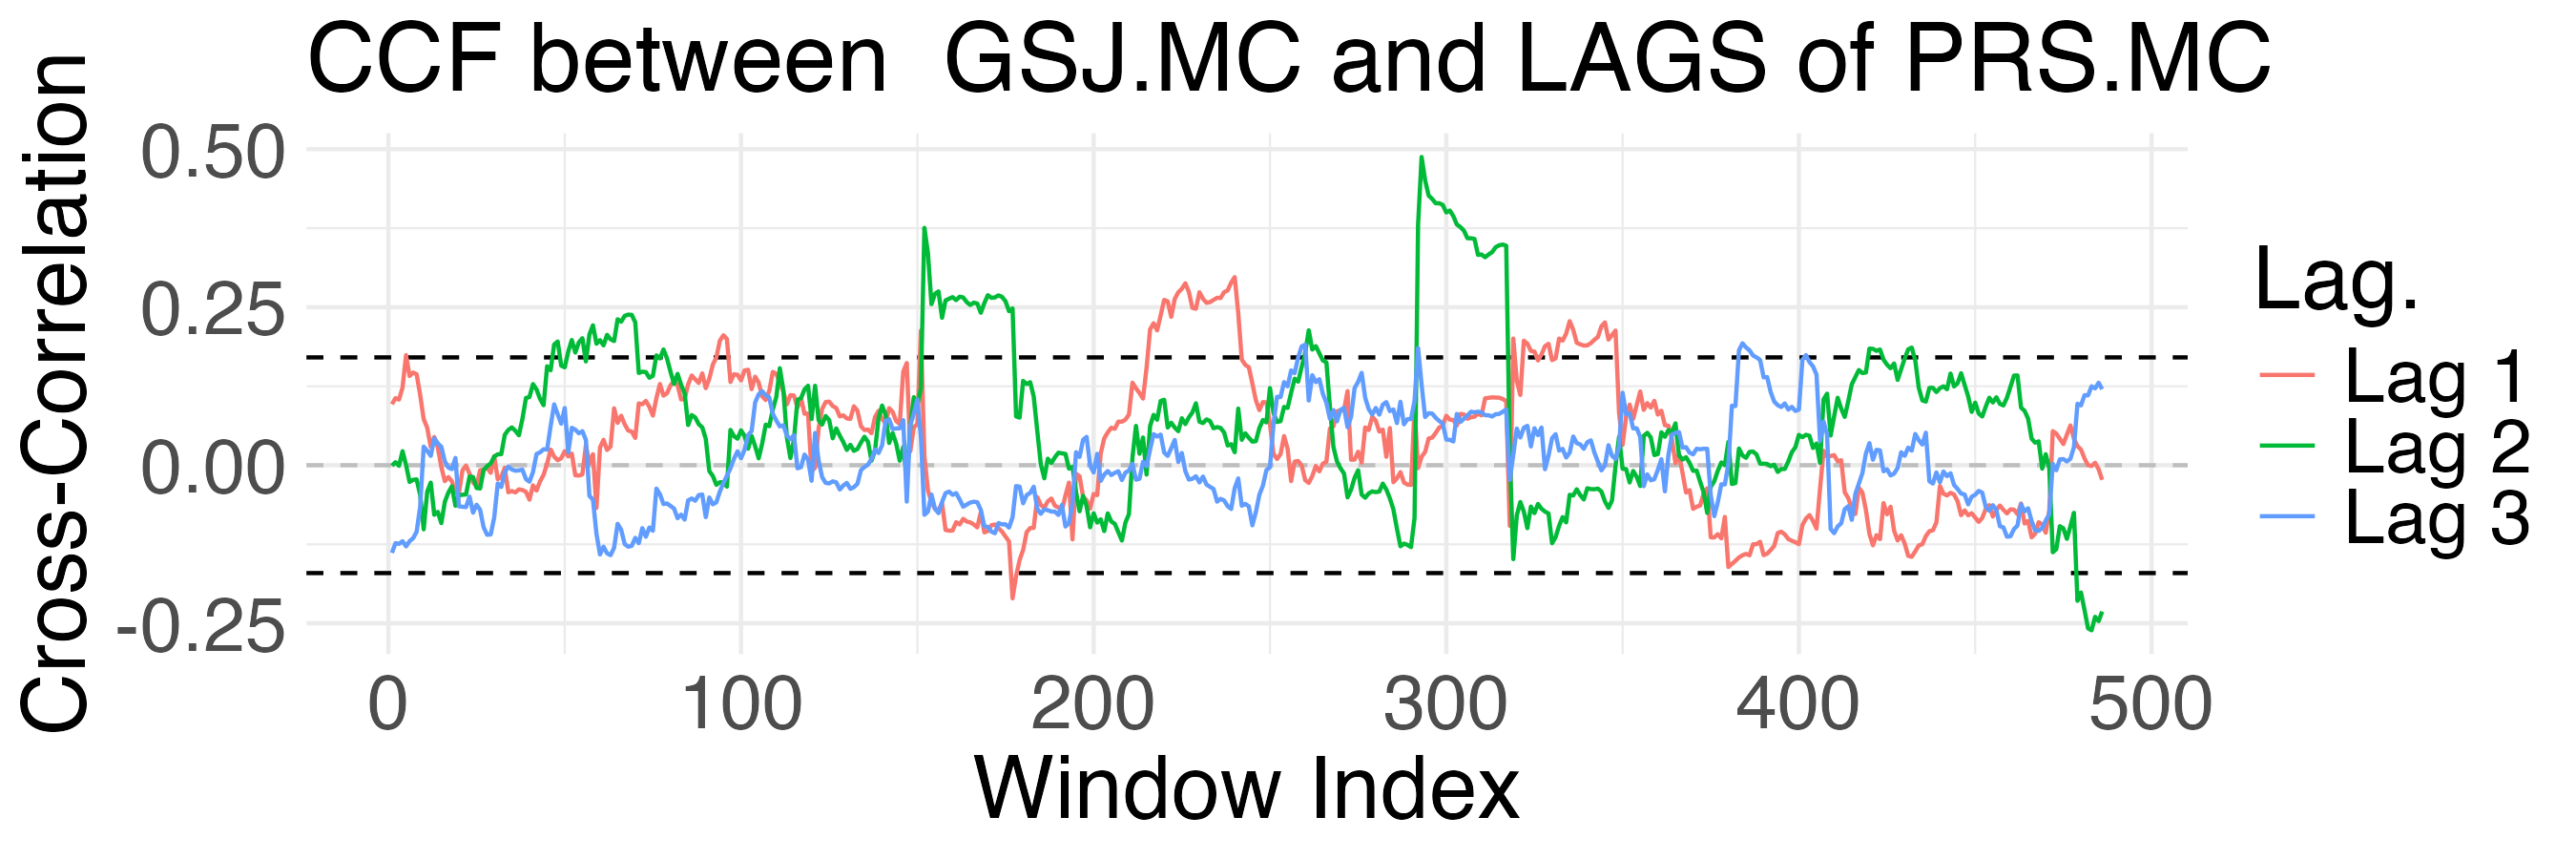 CCF between  GSJ.MC and LAGS of PRS.MC
Cross-Correlation
0.50
0.25
0.00
-0.25
0 100 200 300 400 500
Window Index
Lag.
Lag 1
Lag 2
Lag 3